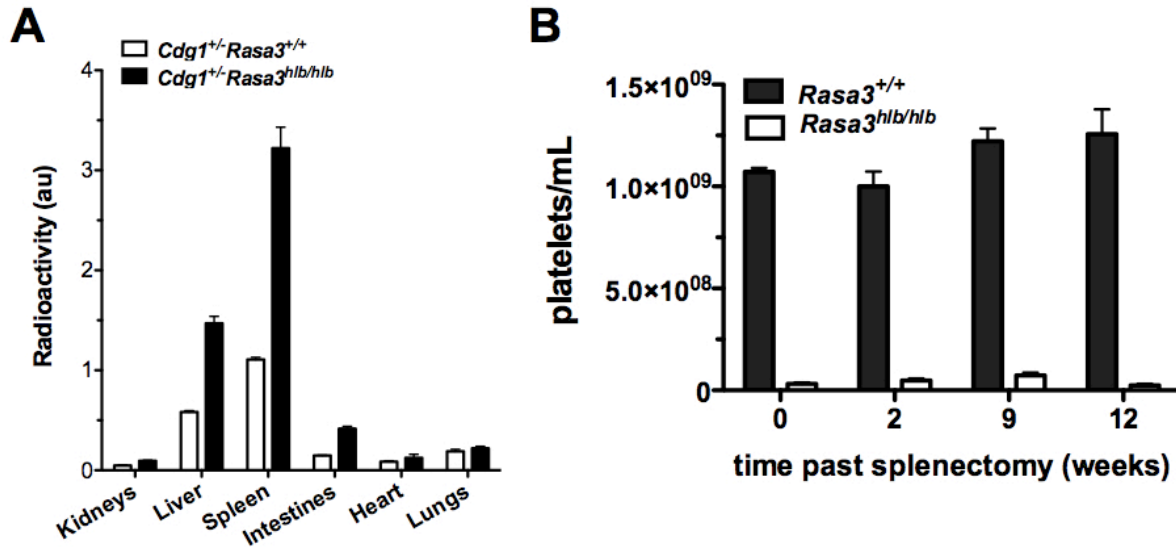 A
Cdg1+/-Rasa3+/+
Cdg1+/-Rasa3hlb/hlb
4
3
2
1
0
Radioactivity (au)
Kidneys
Liver
Spleen
Intestines
Heart
Lungs
B
Rasa3+/+
Rasa3hlb/hlb
1.5×10⁰⁹
1.0×10⁰⁹
5.0×10⁰⁸
0
platelets/mL
0 2 9 12
time past splenectomy (weeks)